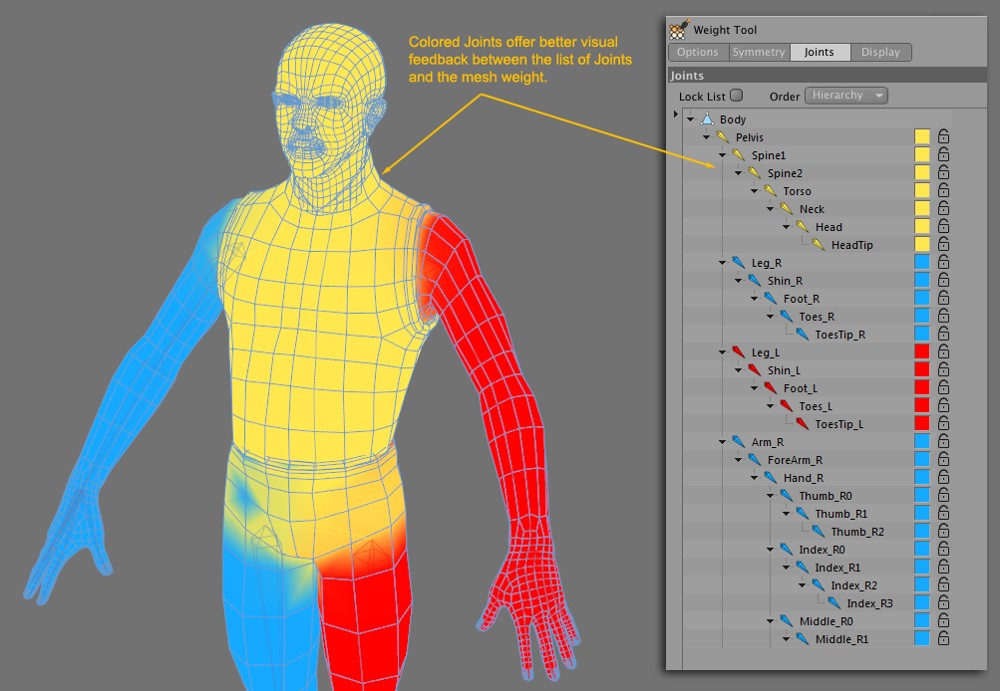 Colored Joints offer better visual
feedback between the list of Joints
and the mesh weight.
Weight Tool
Options Symmetry Joints Display
Joints
Lock List Order Hierarchy
Body
Pelvis
Spine1
Spine2
Torso
Neck
Head
HeadTip
Leg_R
Shin_R
Foot_R
Toes_R
ToesTip_R
Leg_L
Shin_L
Foot_L
Toes_L
ToesTip_L
Arm_R
ForeArm_R
Hand_R
Thumb_R0
Thumb_R1
Thumb_R2
Index_R0
Index_R1
Index_R2
Index_R3
Middle_R0
Middle_R1